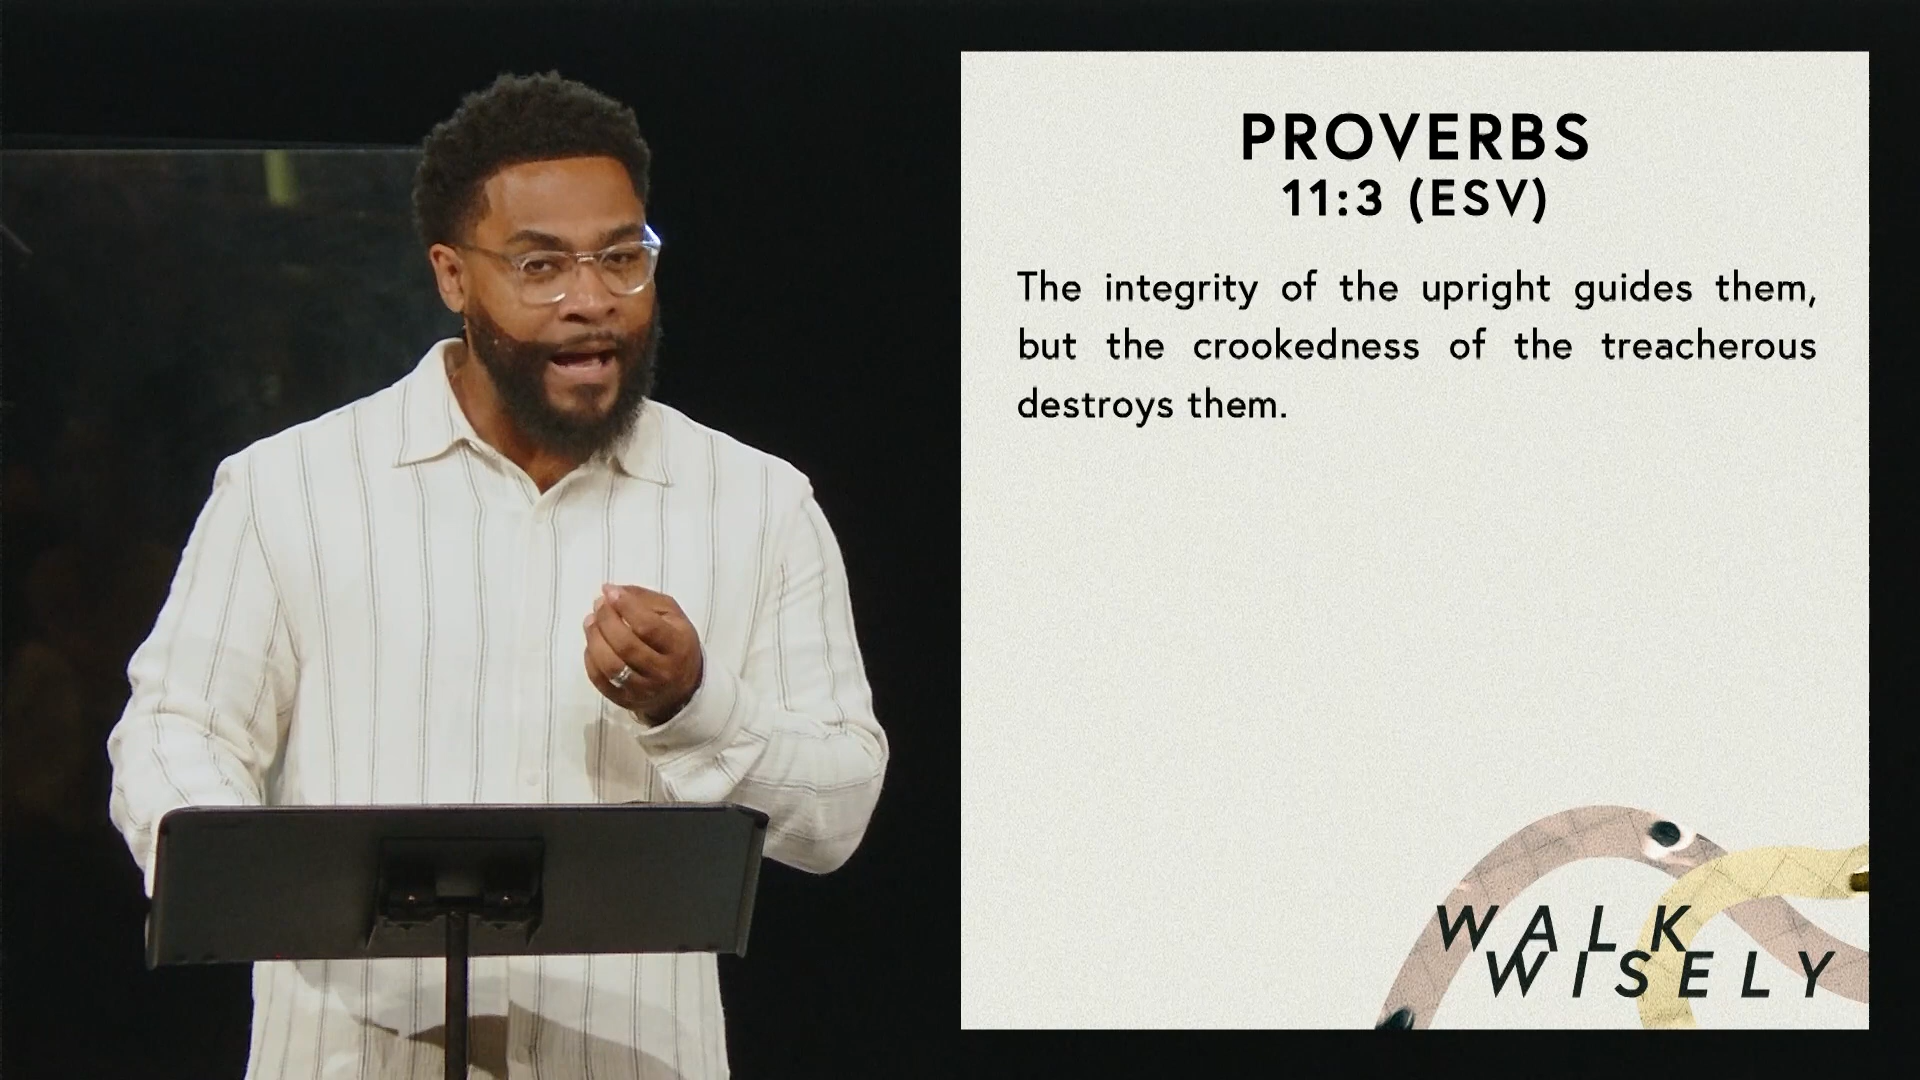 PROVERBS
11:3 (ESV)
The integrity of the upright guides them,
but the crookedness of the treacherous
destroys them.
WALK
WISELY